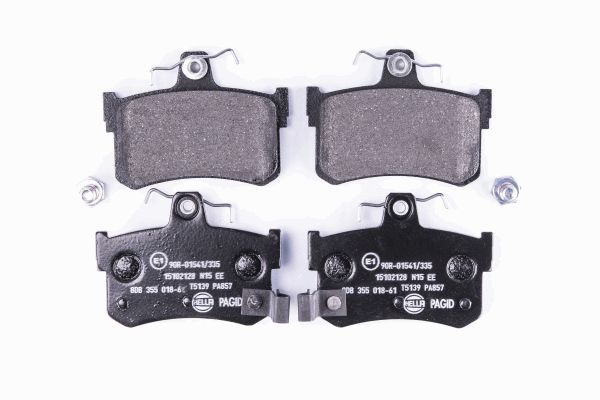 E1 90R-01541/335
15102128 N15 EE
8DB 355 018-6 T5139 PA857
HELLA PAGID
E1 90R-01541/335
15102128 N15 EE
8DB 355 018-61 T5139 PA857
HELLA PAGID